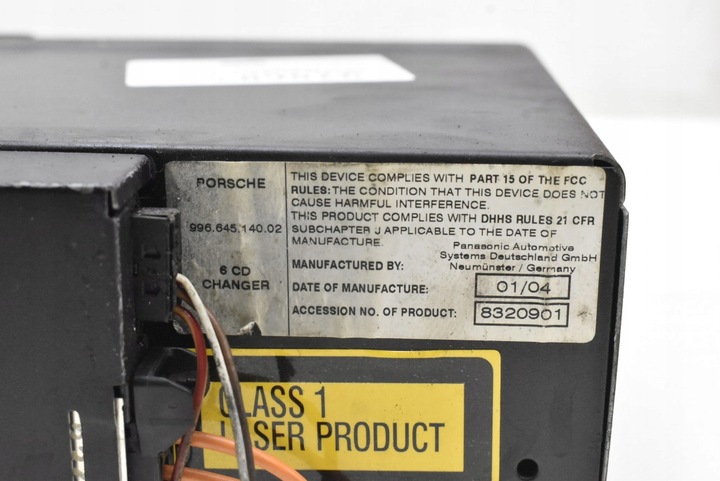 PORSCHE
996.645.140.02
6 CD
CHANGER
THIS DEVICE COMPLIES WITH PART 15 OF THE FCC
RULES: THE CONDITION THAT THIS DEVICE DOES NOT
CAUSE HARMFUL INTERFERENCE.
THIS PRODUCT COMPLIES WITH DHHS RULES 21 CFR
SUBCHAPTER J APPLICABLE TO THE DATE OF
MANUFACTURE.
MANUFACTURED BY:
Panasonic Automotive
Systems Deutschland GmbH
Neumünster / Germany
DATE OF MANUFACTURE: 01/04
ACCESSION NO. OF PRODUCT: 8320901
CLASS 1
LASER PRODUCT